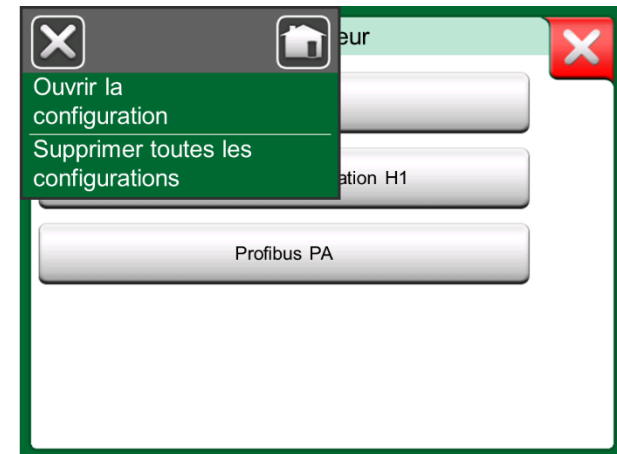 eur
Ouvrir la
configuration
Supprimer toutes les
configurations
ation H1
Profibus PA